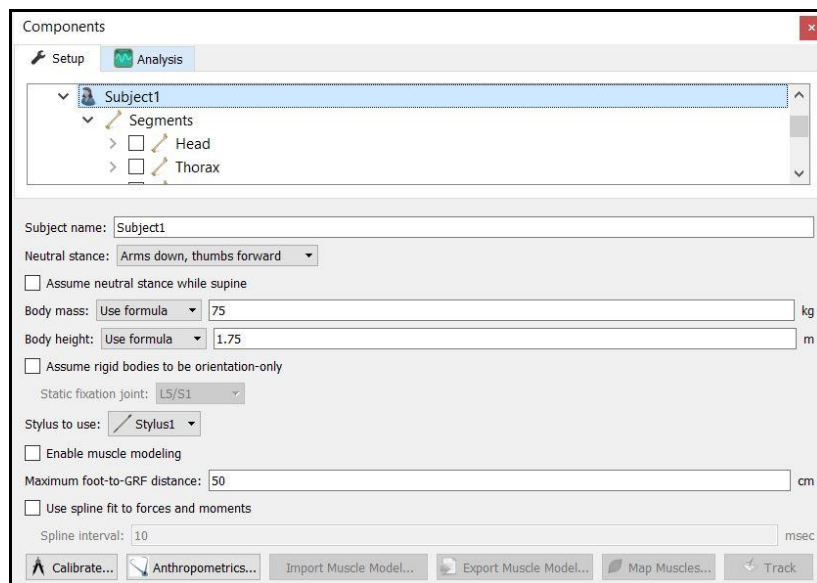 Components
Setup Analysis
Subject1
Segments
Head
Thorax
Subject name: Subject1
Neutral stance: Arms down, thumbs forward
Assume neutral stance while supine
Body mass: Use formula 75 kg
Body height: Use formula 1.75 m
Assume rigid bodies to be orientation-only
Static fixation joint: L5/S1
Stylus to use: Stylus1
Enable muscle modeling
Maximum foot-to-GRF distance: 50 cm
Use spline fit to forces and moments
Spline interval: 10 msec
Calibrate... Anthropometrics... Import Muscle Model... Export Muscle Model... Map Muscles... Track